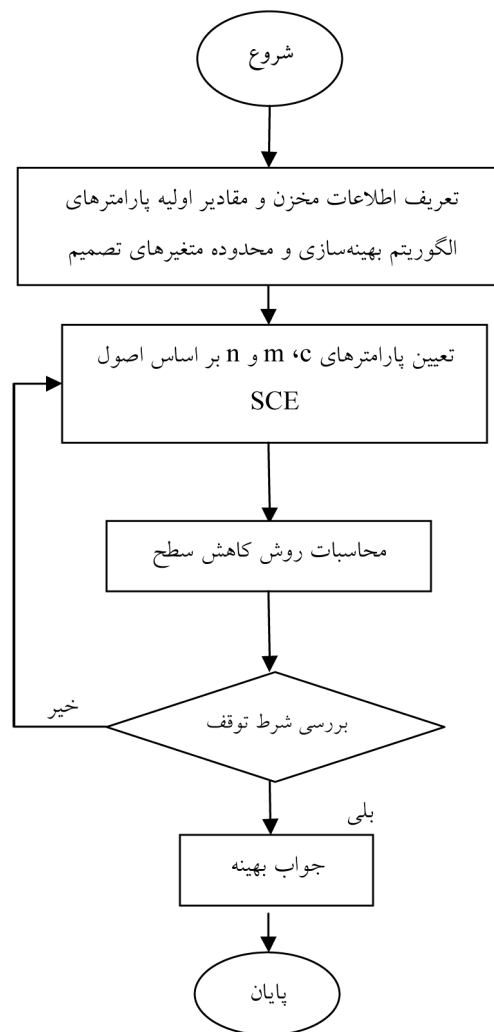 شروع
تعریف اطلاعات مخزن و مقادیر اولیه پارامترهای
الگوریتم بهینه‌سازی و محدوده متغیرهای تصمیم
تعیین پارامترهای m ،c و n بر اساس اصول
SCE
محاسبات روش کاهش سطح
بررسی شرط توقف
خیر
بلی
جواب بهینه
پایان